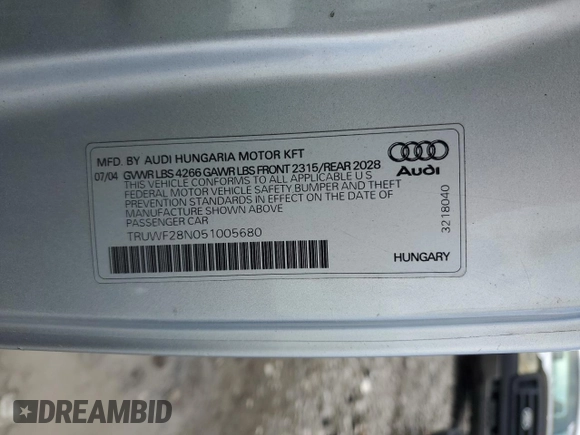 MFD. BY AUDI HUNGARIA MOTOR KFT
07/04 GVWR LBS 4266 GAWR LBS FRONT 2315/REAR 2028
THIS VEHICLE CONFORMS TO ALL APPLICABLE U S
FEDERAL MOTOR VEHICLE SAFETY BUMPER AND THEFT
PREVENTION STANDARDS IN EFFECT ON THE DATE OF
MANUFACTURE SHOWN ABOVE
PASSENGER CAR
TRUWF28N051005680
Audi
3218040
HUNGARY
DREAMBID